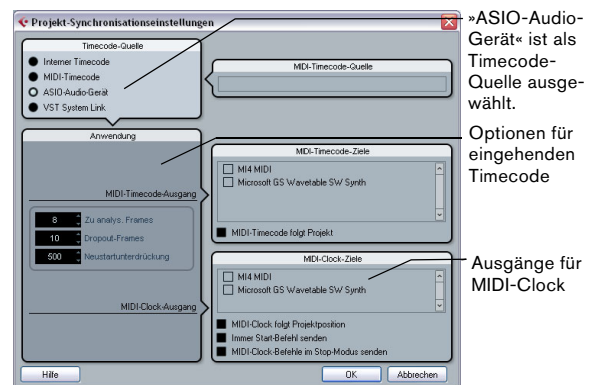 Projekt-Synchronisationseinstellungen
Timecode-Quelle
Interner Timecode
MIDI-Timecode
ASIO-Audio-Gerät
VST System Link
MIDI-Timecode-Quelle
Anwendung
MIDI-Timecode-Ausgang
8 Zu analys. Frames
10 Dropout-Frames
500 Neustartunterdrückung
MIDI-Clock-Ausgang
MIDI-Timecode-Ziele
MI4 MIDI
Microsoft GS Wavetable SW Synth
MIDI-Timecode folgt Projekt
MIDI-Clock-Ziele
MI4 MIDI
Microsoft GS Wavetable SW Synth
MIDI-Clock folgt Projektposition
Immer Start-Befehl senden
MIDI-Clock-Befehle im Stop-Modus senden
Hilfe
OK
Abbrechen
»ASIO-Audio-
Gerät« ist als
Timecode-
Quelle ausge-
wählt.
Optionen für
eingehenden
Timecode
Ausgänge für
MIDI-Clock